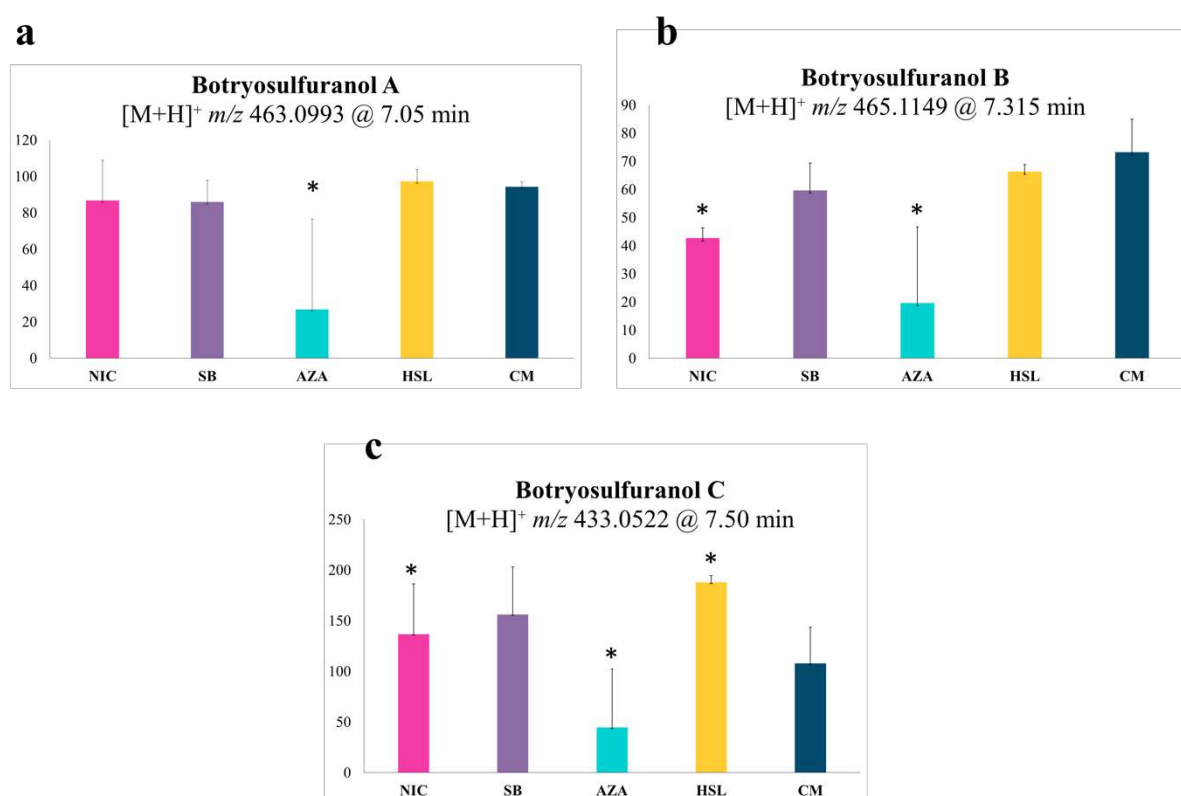 a
Botryosulfuranol A
[M+H]⁺ m/z 463.0993 @ 7.05 min
120
100
80
60
40
20
0
*
NIC SB AZA HSL CM
b
Botryosulfuranol B
[M+H]⁺ m/z 465.1149 @ 7.315 min
90
80
70
60
50
40
30
20
10
0
* *
NIC SB AZA HSL CM
c
Botryosulfuranol C
[M+H]⁺ m/z 433.0522 @ 7.50 min
250
200
150
100
50
0
* * *
NIC SB AZA HSL CM